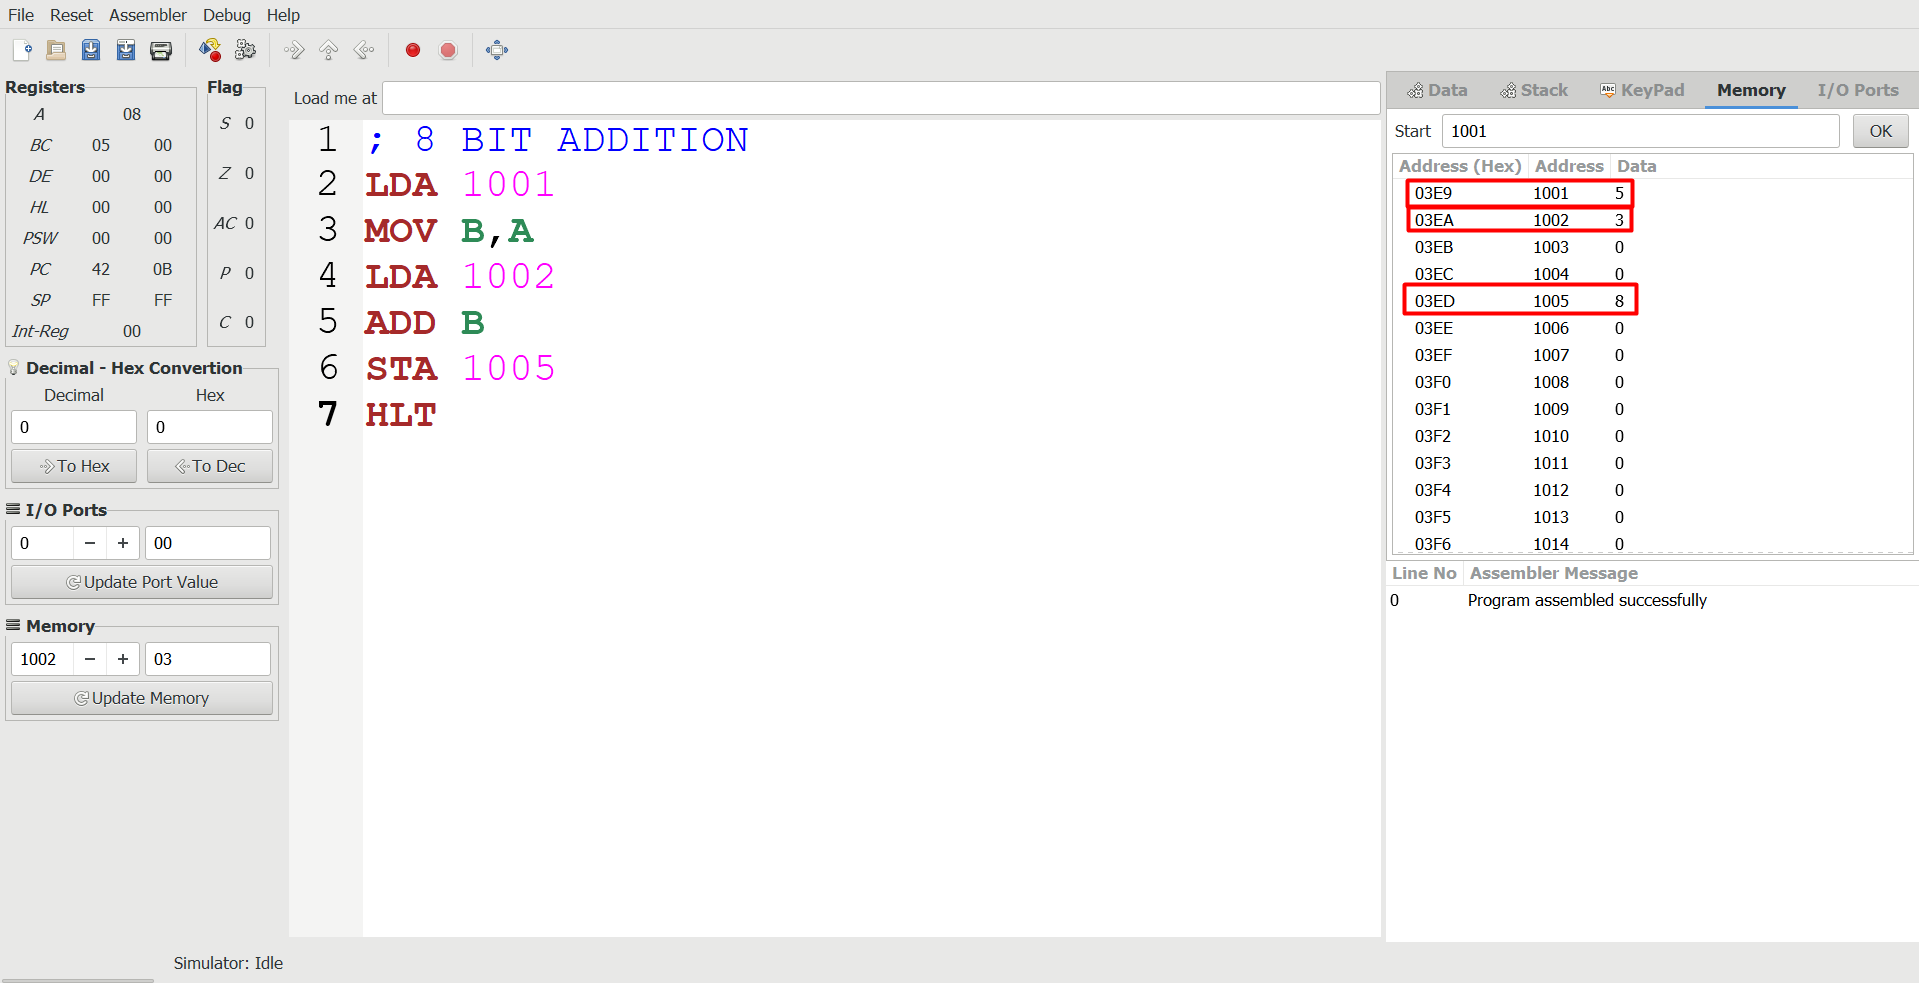 File Reset Assembler Debug Help
Registers
A 08
BC 05 00
DE 00 00
HL 00 00
PSW 00 00
PC 42 0B
SP FF FF
Int-Reg 00
Flag
S 0
Z 0
AC 0
P 0
C 0
Decimal - Hex Convertion
Decimal Hex
0 0
To Hex To Dec
I/O Ports
0 − + 00
Update Port Value
Memory
1002 − + 03
Update Memory
Load me at
1 ; 8 BIT ADDITION
2 LDA 1001
3 MOV B,A
4 LDA 1002
5 ADD B
6 STA 1005
7 HLT
Data Stack Abc KeyPad Memory I/O Ports
Start 1001 OK
Address (Hex) Address Data
03E9 1001 5
03EA 1002 3
03EB 1003 0
03EC 1004 0
03ED 1005 8
03EE 1006 0
03EF 1007 0
03F0 1008 0
03F1 1009 0
03F2 1010 0
03F3 1011 0
03F4 1012 0
03F5 1013 0
03F6 1014 0
Line No Assembler Message
0 Program assembled successfully
Simulator: Idle